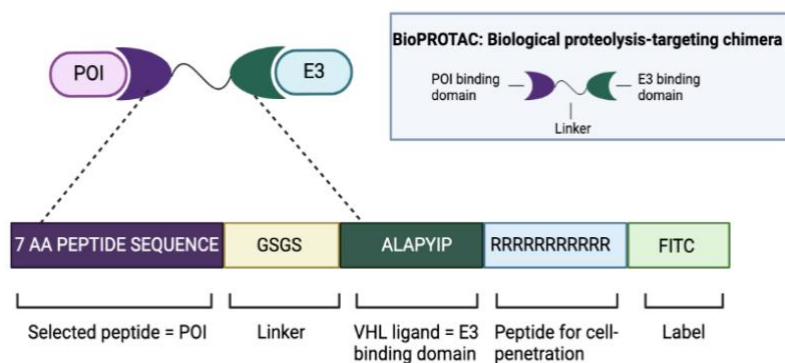 POI
E3
BioPROTAC: Biological proteolysis-targeting chimera
POI binding
domain
E3 binding
domain
Linker
7 AA PEPTIDE SEQUENCE
GSGS
ALAPYIP
RRRRRRRRRRR
FITC
Selected peptide = POI
Linker
VHL ligand = E3
binding domain
Peptide for cell-
penetration
Label